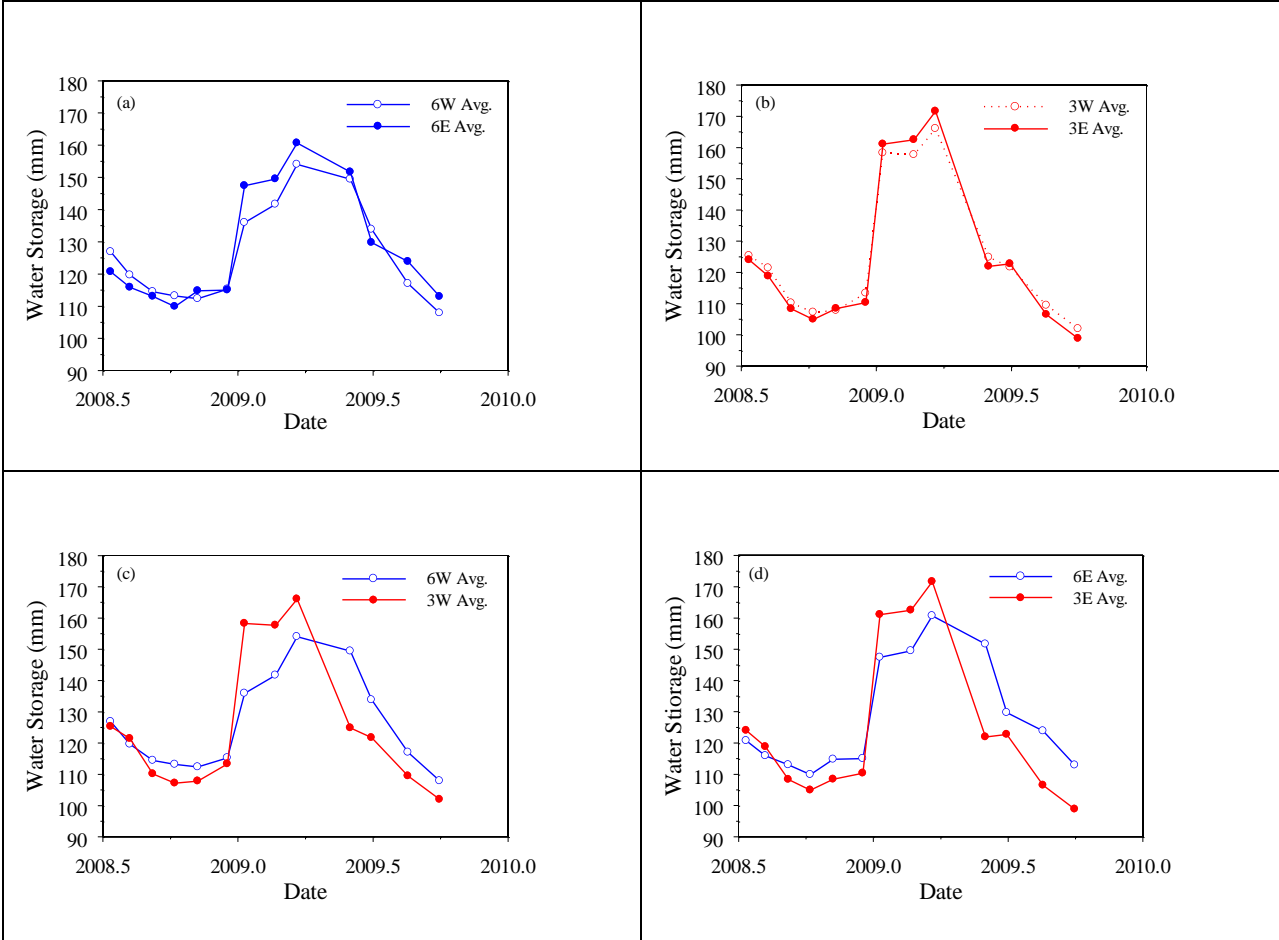 180
170
160
150
140
130
120
110
100
90
Water Storage (mm)
(a)
6W Avg.
6E Avg.
2008.5 2009.0 2009.5 2010.0
Date
180
170
160
150
140
130
120
110
100
90
Water Storage (mm)
(b)
3W Avg.
3E Avg.
2008.5 2009.0 2009.5 2010.0
Date
180
170
160
150
140
130
120
110
100
90
Water Storage (mm)
(c)
6W Avg.
3W Avg.
2008.5 2009.0 2009.5 2010.0
Date
180
170
160
150
140
130
120
110
100
90
Water Stiorage (mm)
(d)
6E Avg.
3E Avg.
2008.5 2009.0 2009.5 2010.0
Date